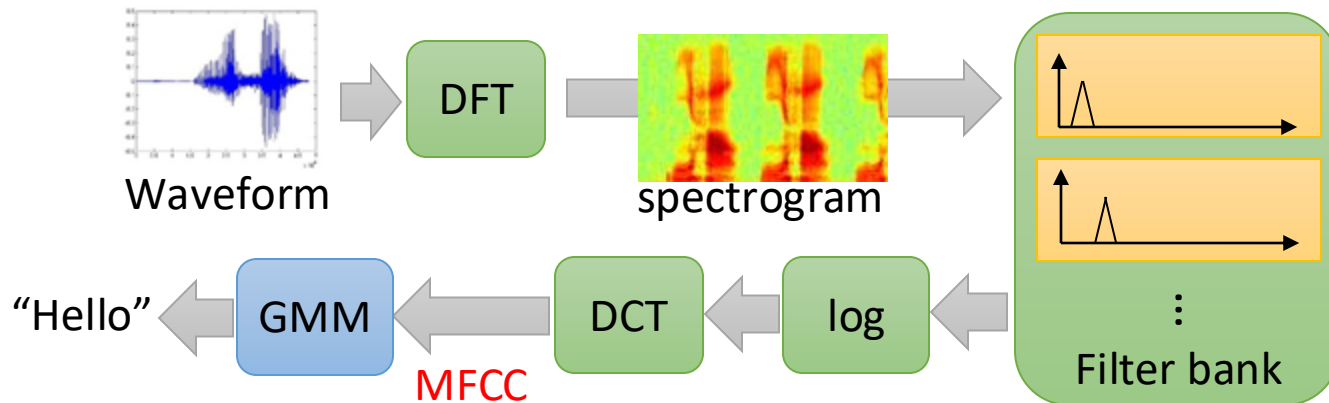 DFT
Waveform
spectrogram
Filter bank
log
DCT
MFCC
GMM
“Hello”